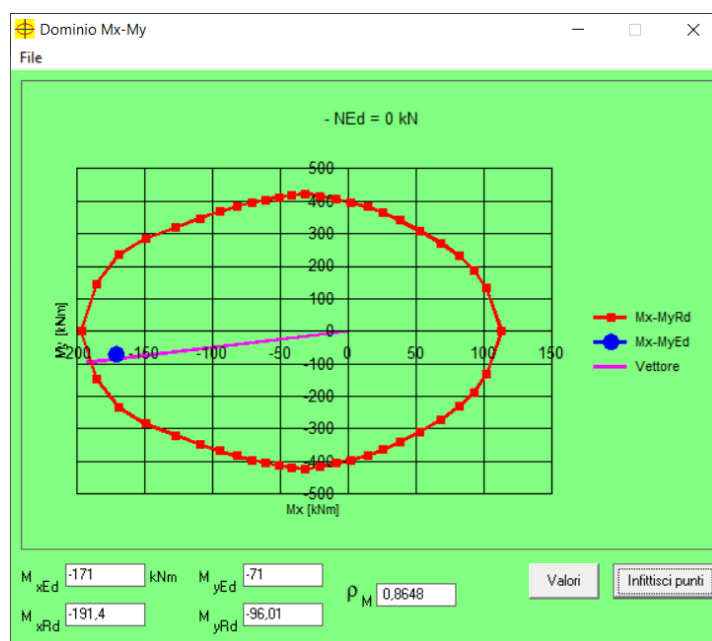 Dominio Mx-My
File
- NEd = 0 kN
500
400
300
200
100
0
-100
-200
-300
-400
-500
-200 -150 -100 -50 0 50 100 150
My [kNm]
Mx [kNm]
Mx-MyRd
Mx-MyEd
Vettore
M xEd -171 kNm M yEd -71
ρ M 0,8648
M xRd -191,4 M yRd -96,01
Valori
Infittisci punti